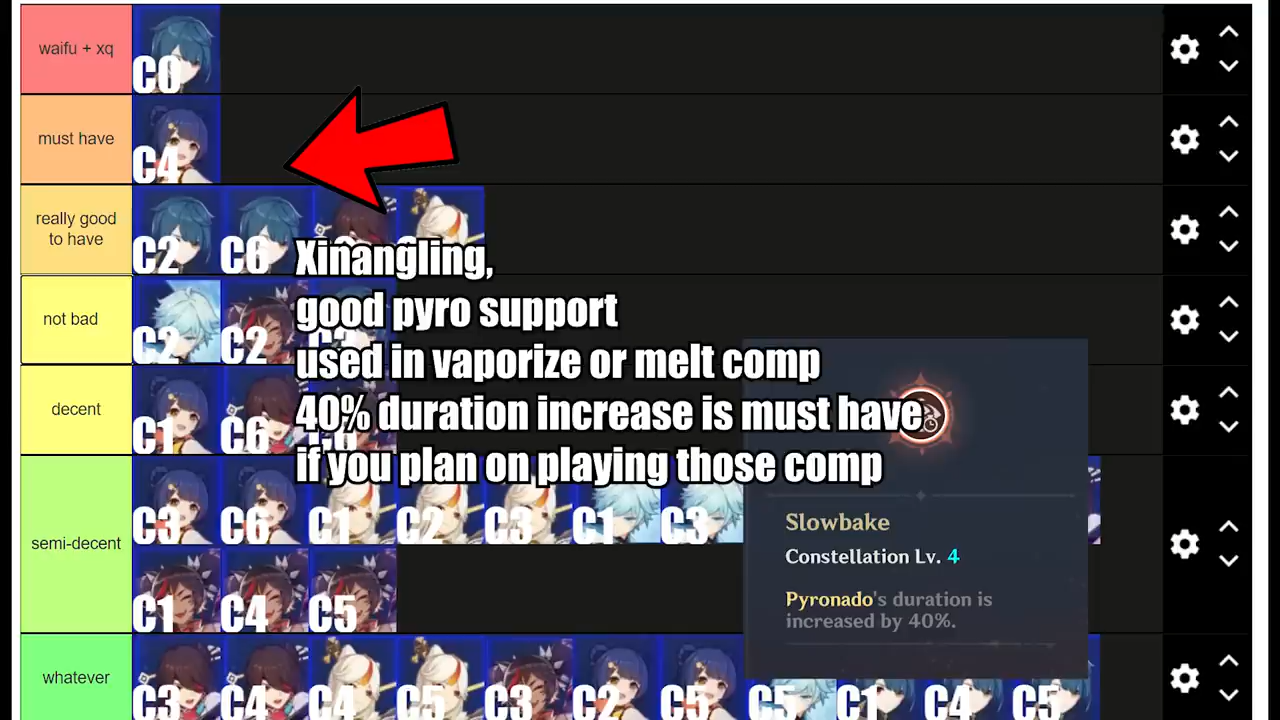 waifu + xq
C0
must have
C4
really good
to have
C2 C6
not bad
C2 C2
decent
C1 C6
semi-decent
C3 C6 C1 C2 C3 C1 C3
C1 C4 C5
whatever
C3 C4 C4 C5 C3 C2 C5 C5 C1 C4 C5
Xinangling,
good pyro support
used in vaporize or melt comp
40% duration increase is must have
if you plan on playing those comp
Slowbake
Constellation Lv. 4
Pyronado's duration is
increased by 40%.